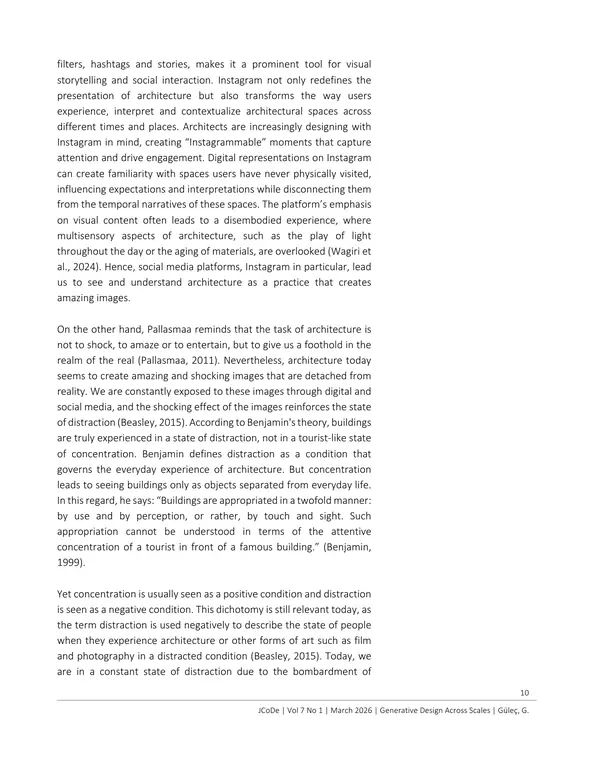 filters, hashtags and stories, makes it a prominent tool for visual
storytelling and social interaction. Instagram not only redefines the
presentation of architecture but also transforms the way users
experience, interpret and contextualize architectural spaces across
different times and places. Architects are increasingly designing with
Instagram in mind, creating “Instagrammable” moments that capture
attention and drive engagement. Digital representations on Instagram
can create familiarity with spaces users have never physically visited,
influencing expectations and interpretations while disconnecting them
from the temporal narratives of these spaces. The platform’s emphasis
on visual content often leads to a disembodied experience, where
multisensory aspects of architecture, such as the play of light
throughout the day or the aging of materials, are overlooked (Wagiri et
al., 2024). Hence, social media platforms, Instagram in particular, lead
us to see and understand architecture as a practice that creates
amazing images.
On the other hand, Pallasmaa reminds that the task of architecture is
not to shock, to amaze or to entertain, but to give us a foothold in the
realm of the real (Pallasmaa, 2011). Nevertheless, architecture today
seems to create amazing and shocking images that are detached from
reality. We are constantly exposed to these images through digital and
social media, and the shocking effect of the images reinforces the state
of distraction (Beasley, 2015). According to Benjamin's theory, buildings
are truly experienced in a state of distraction, not in a tourist-like state
of concentration. Benjamin defines distraction as a condition that
governs the everyday experience of architecture. But concentration
leads to seeing buildings only as objects separated from everyday life.
In this regard, he says: “Buildings are appropriated in a twofold manner:
by use and by perception, or rather, by touch and sight. Such
appropriation cannot be understood in terms of the attentive
concentration of a tourist in front of a famous building.” (Benjamin,
1999).
Yet concentration is usually seen as a positive condition and distraction
is seen as a negative condition. This dichotomy is still relevant today, as
the term distraction is used negatively to describe the state of people
when they experience architecture or other forms of art such as film
and photography in a distracted condition (Beasley, 2015). Today, we
are in a constant state of distraction due to the bombardment of
10
JCoDe | Vol 7 No 1 | March 2026 | Generative Design Across Scales | Güleç, G.